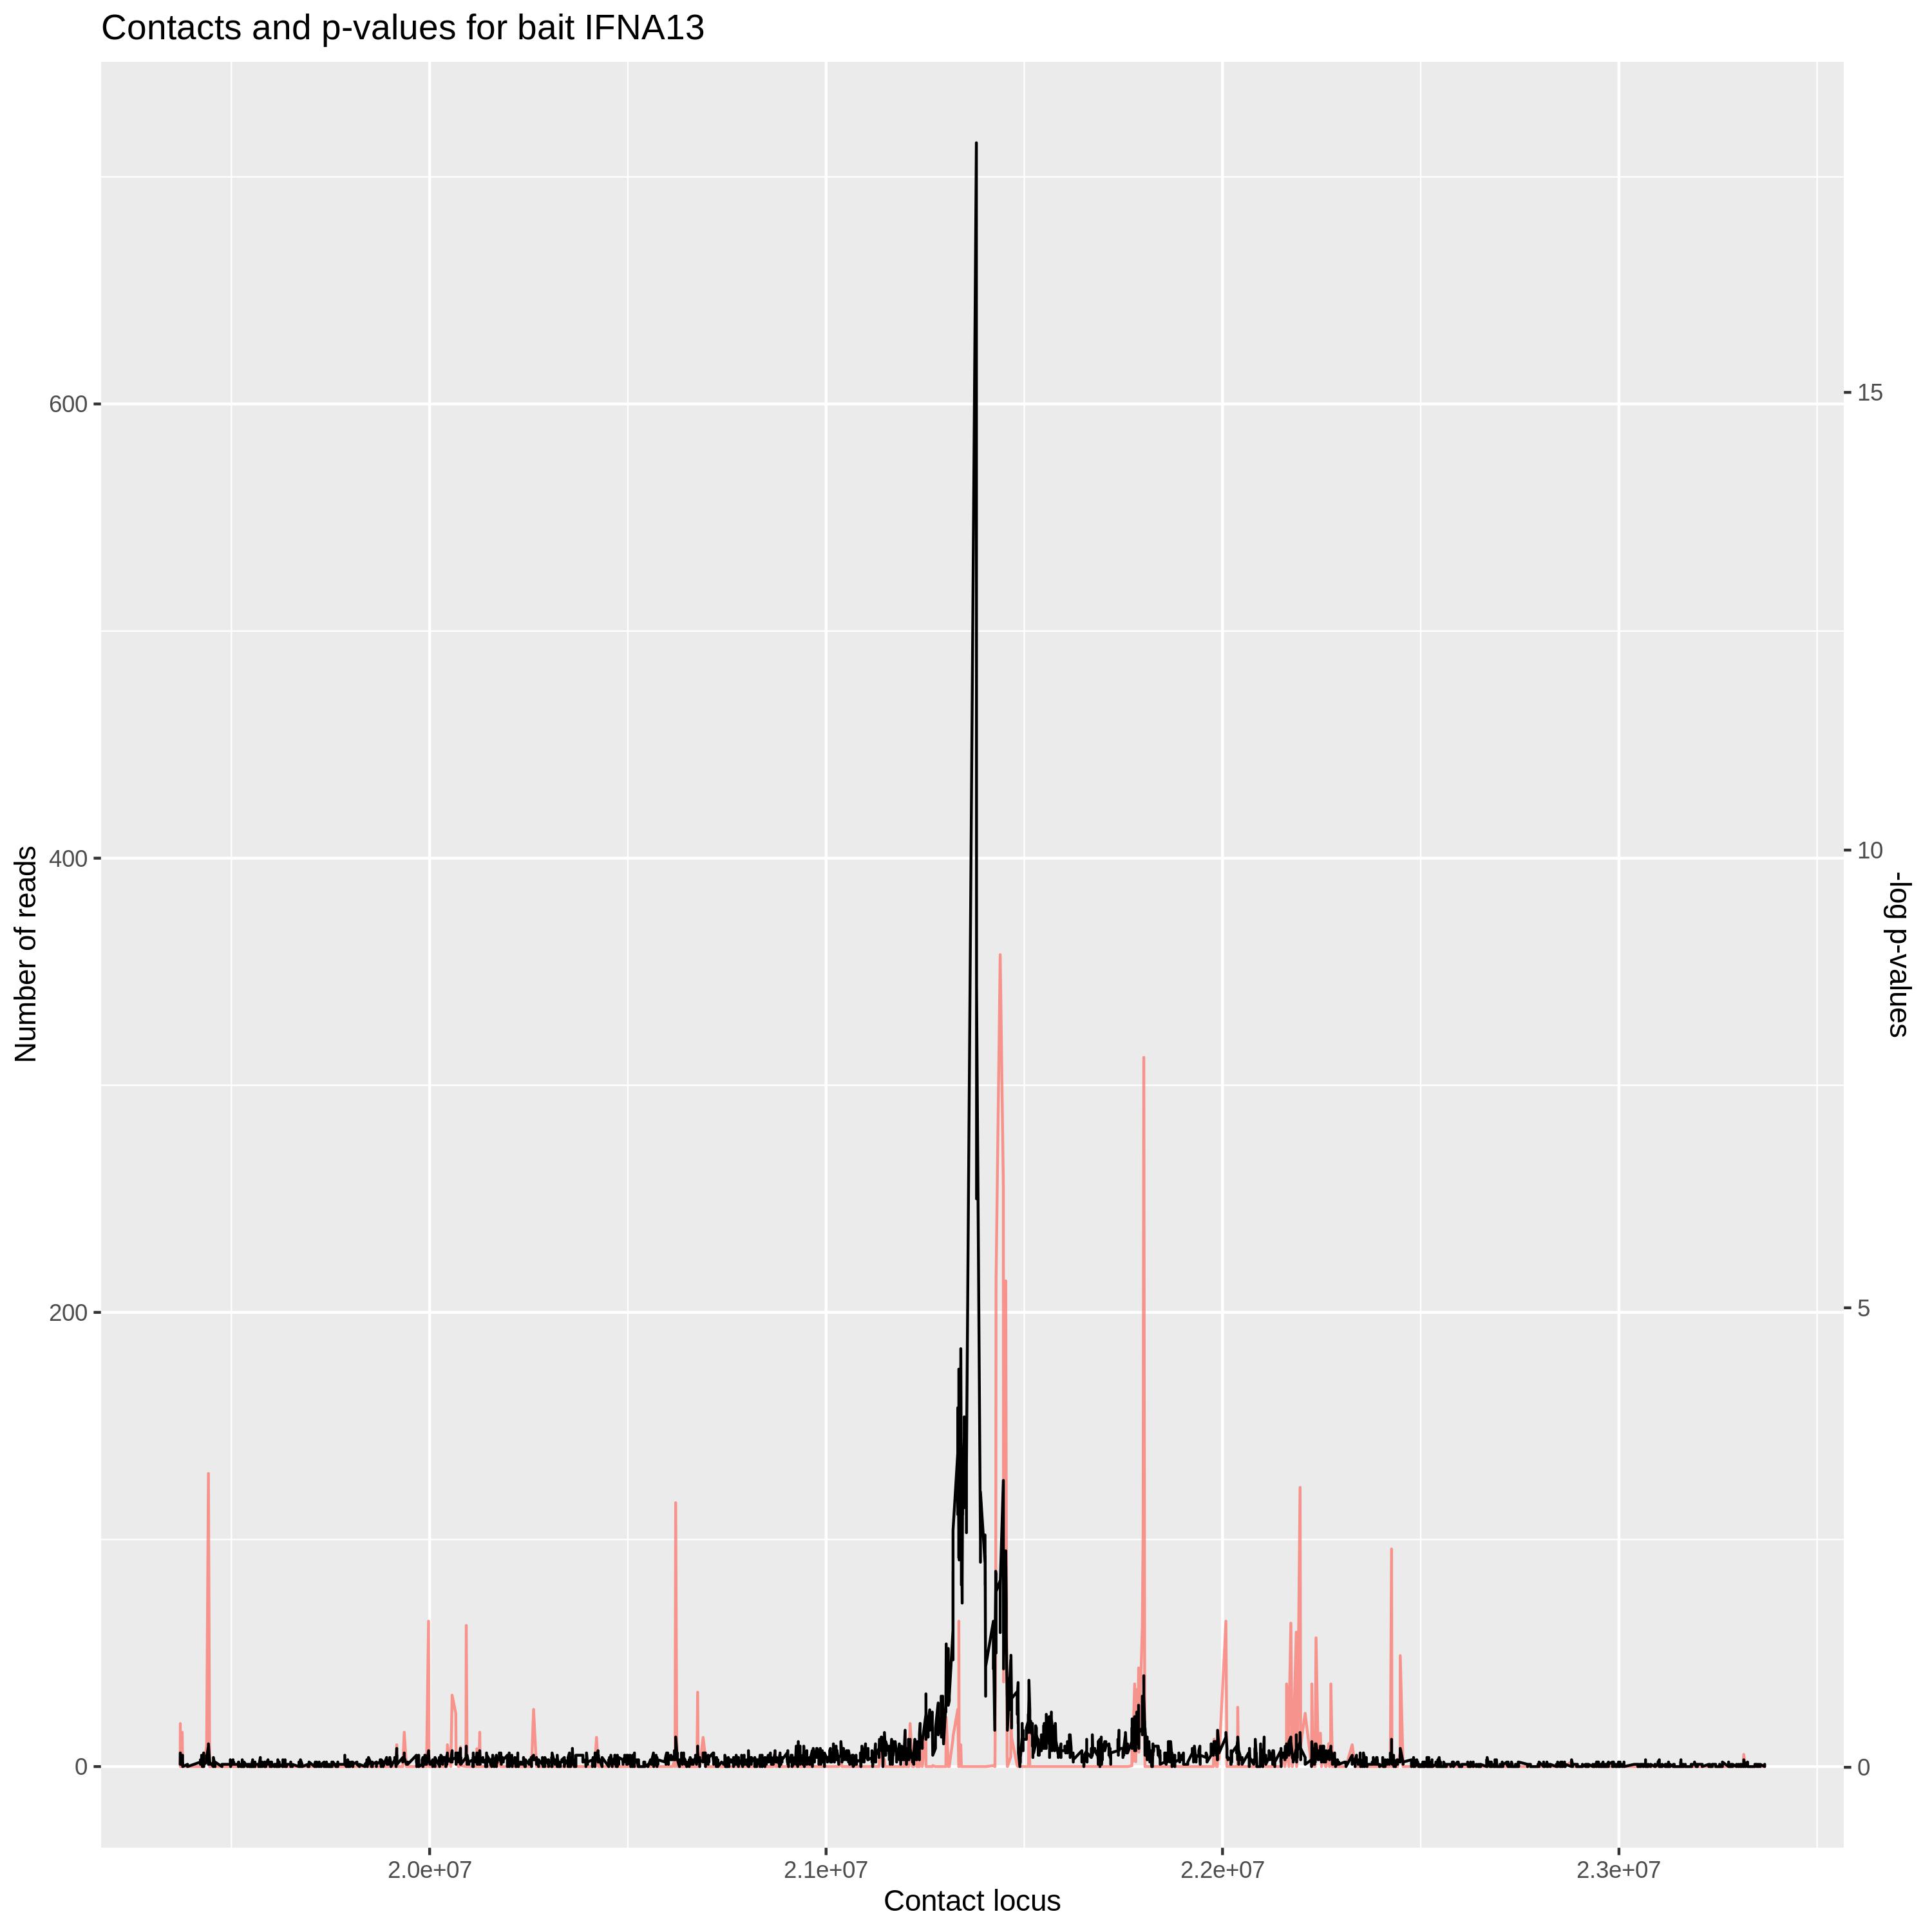 Contacts and p-values for bait IFNA13
Number of reads
600
400
200
0
15
10
5
0
-log p-values
2.0e+07 2.1e+07 2.2e+07 2.3e+07
Contact locus